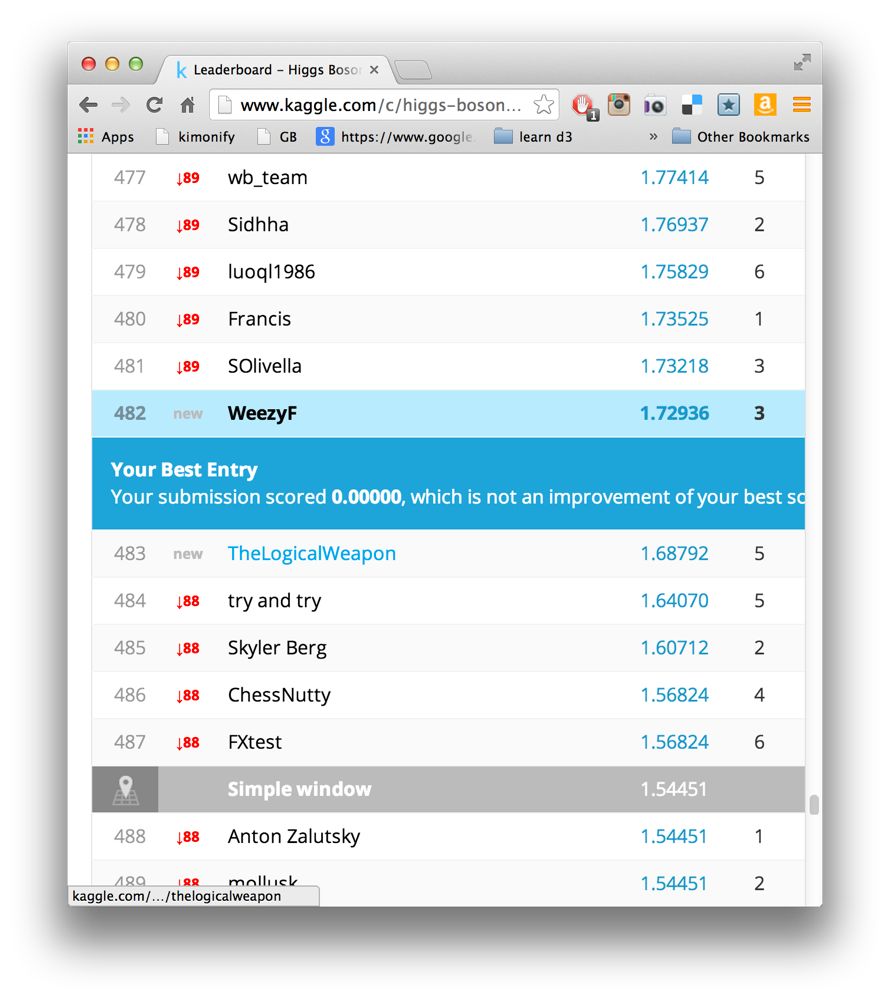 k Leaderboard – Higgs Boso
www.kaggle.com/c/higgs-boson... 1 a
Apps kimonify GB g https://www.google. learn d3 » Other Bookmarks
477 ↓89 wb_team 1.77414 5
478 ↓89 Sidhha 1.76937 2
479 ↓89 luoql1986 1.75829 6
480 ↓89 Francis 1.73525 1
481 ↓89 SOlivella 1.73218 3
482 new WeezyF 1.72936 3
Your Best Entry
Your submission scored 0.00000, which is not an improvement of your best sc
483 new TheLogicalWeapon 1.68792 5
484 ↓88 try and try 1.64070 5
485 ↓88 Skyler Berg 1.60712 2
486 ↓88 ChessNutty 1.56824 4
487 ↓88 FXtest 1.56824 6
Simple window 1.54451
488 ↓88 Anton Zalutsky 1.54451 1
489 ↓88 mollusk 1.54451 2
kaggle.com/.../thelogicalweapon